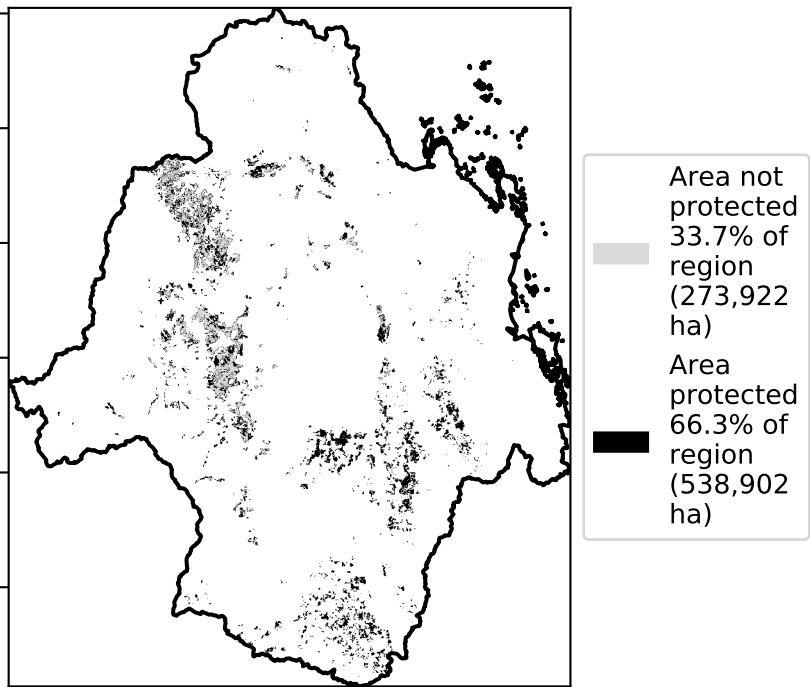 Area not
protected
33.7% of
region
(273,922
ha)
Area
protected
66.3% of
region
(538,902
ha)